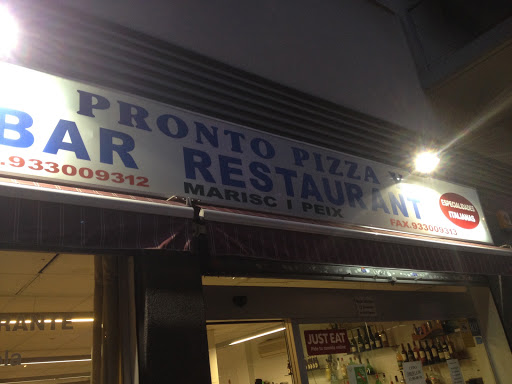 PRONTO PIZZA
BAR RESTAURANT
.933009312
MARISC I PEIX
FAX.933009313
ESPECIALIDADES
ITALIANAS
JUST EAT